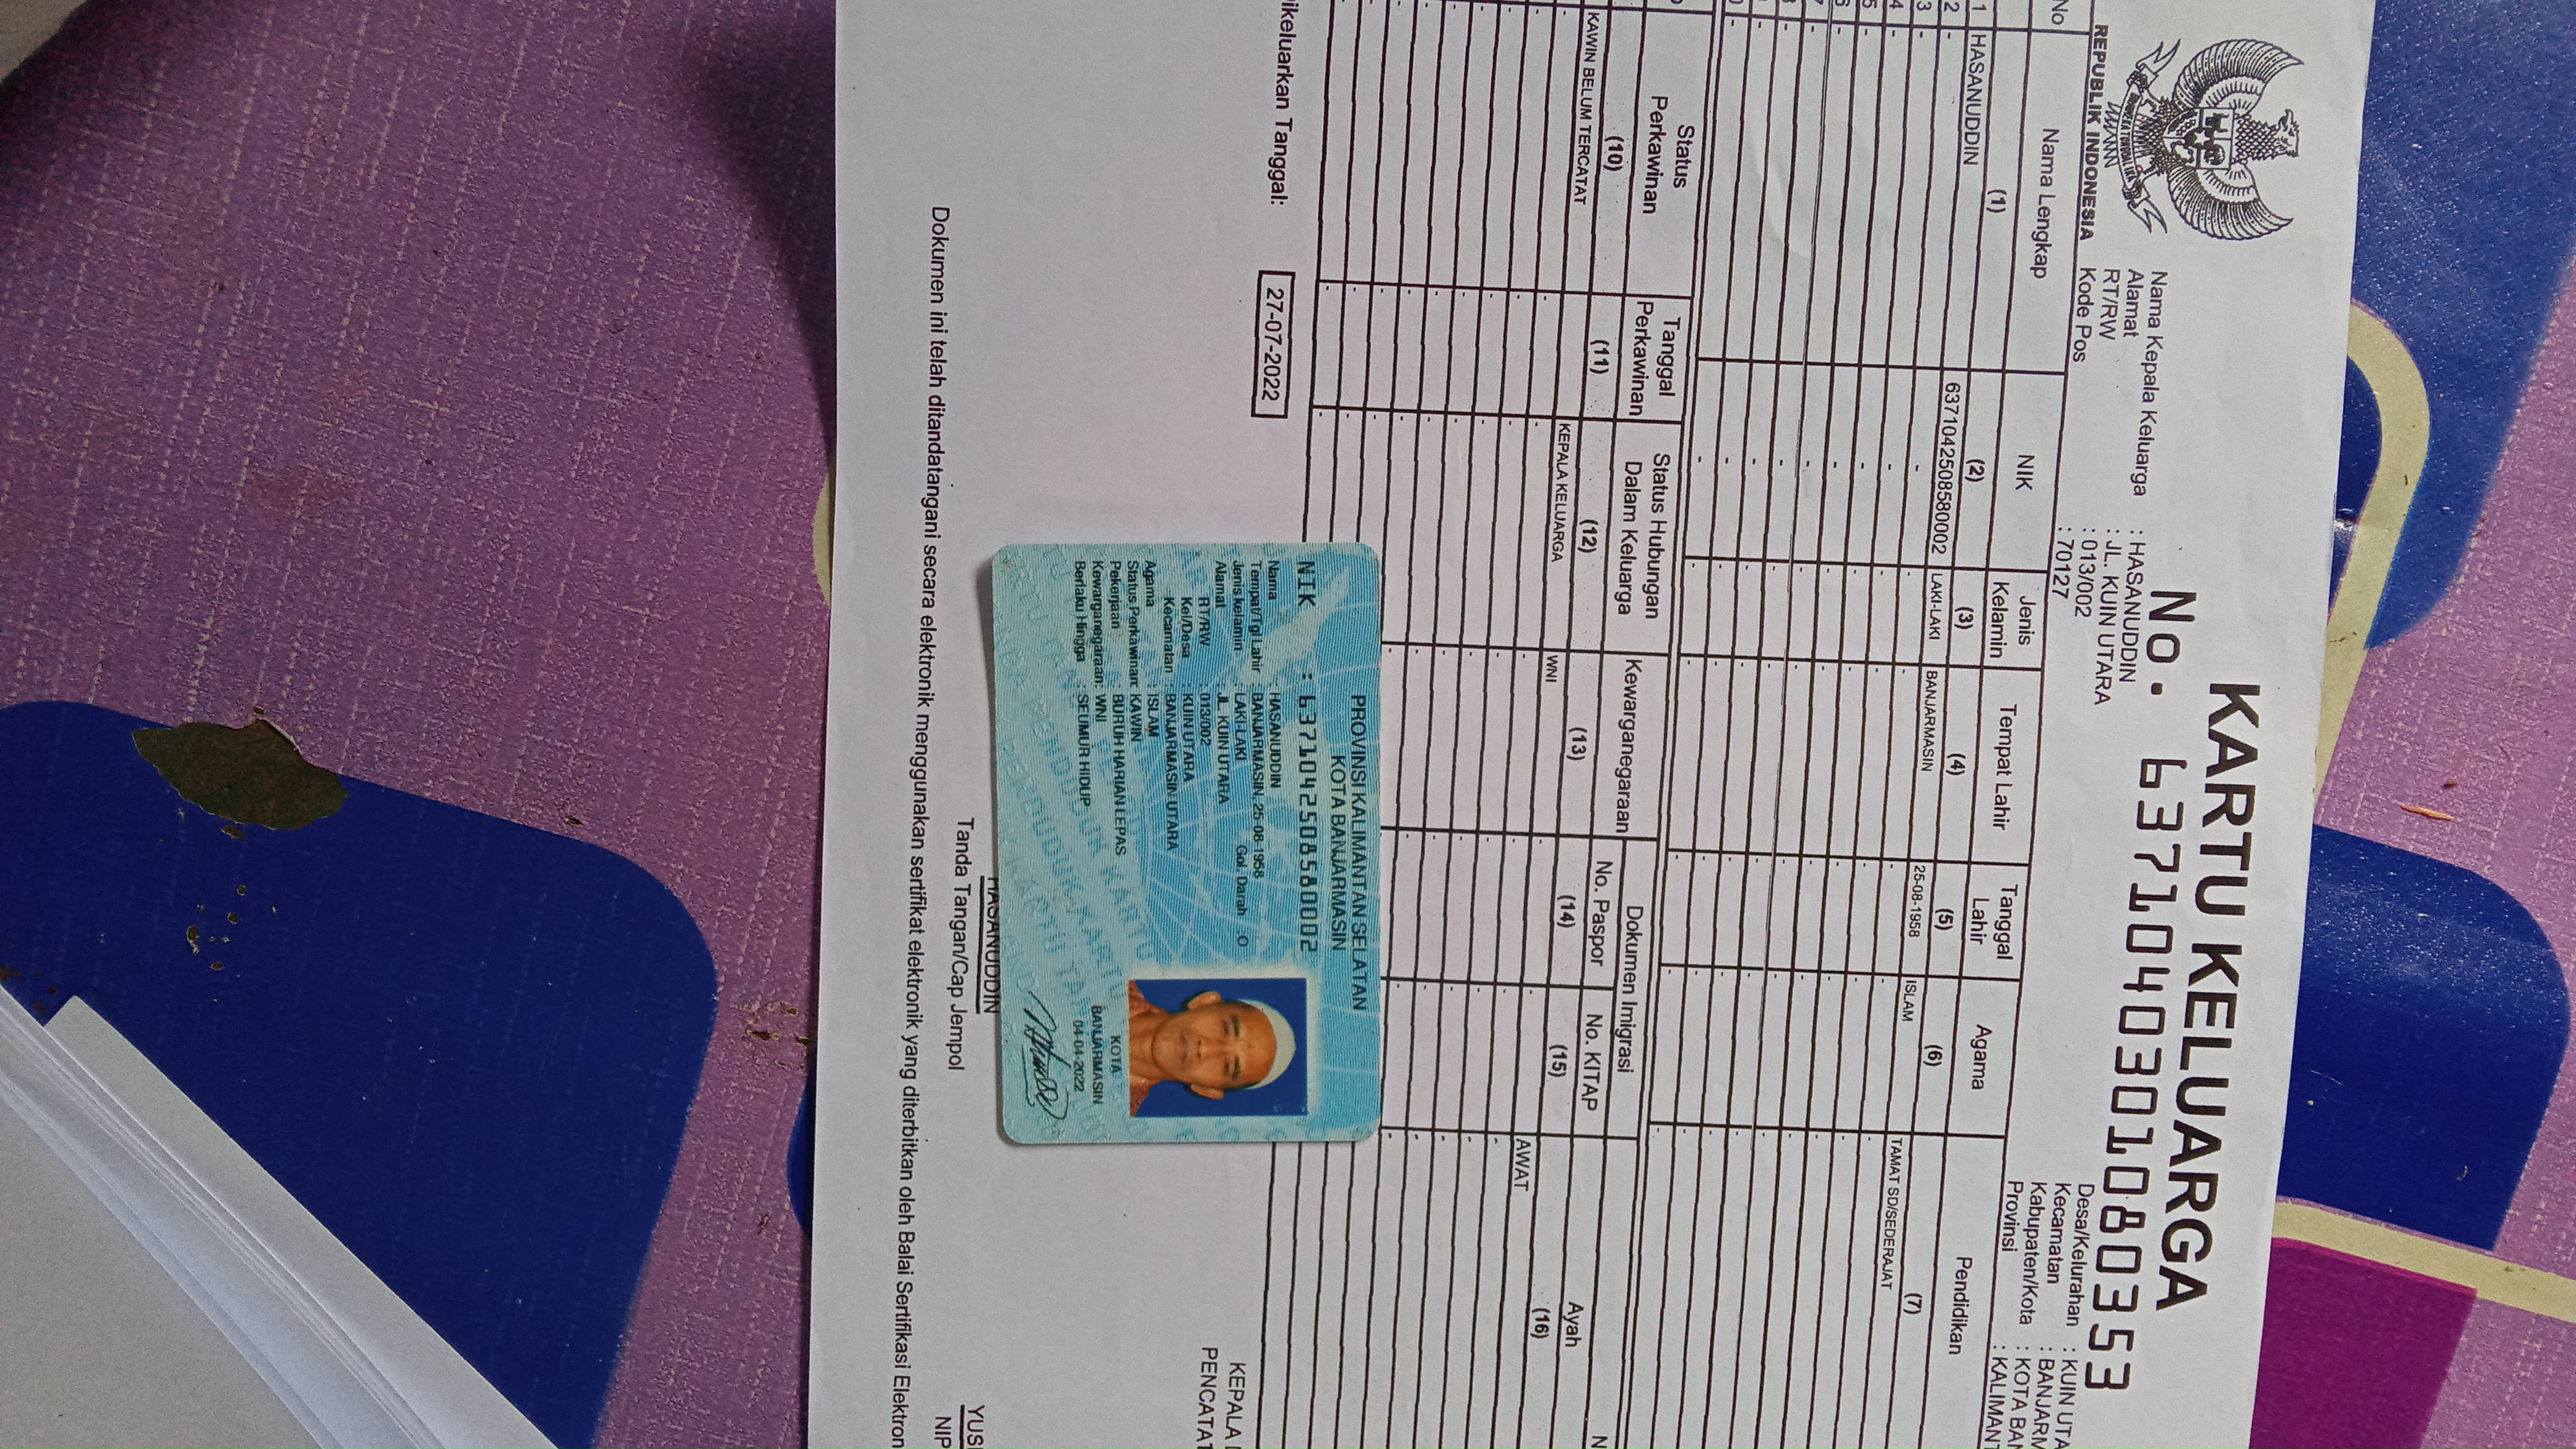 KARTU KELUARGA
No. 6371040301080353
REPUBLIK INDONESIA
Nama Kepala Keluarga : HASANUDDIN
Alamat : JL. KUIN UTARA
RT/RW : 013/002
Kode Pos : 70127
Desa/Kelurahan : KUIN UTA
Kecamatan : BANJARM
Kabupaten/Kota : KOTA BAN
Provinsi : KALIMANT
No Nama Lengkap NIK Jenis Kelamin Tempat Lahir Tanggal Lahir Agama Pendidikan
(1) (2) (3) (4) (5) (6) (7)
1 HASANUDDIN 6371042508580002 LAKI-LAKI BANJARMASIN 25-08-1958 ISLAM TAMAT SD/SEDERAJAT
2 - - - - - - -
3 - - - - - - -
4 - - - - - - -
5 - - - - - - -
6 - - - - - - -
7 - - - - - - -
8 - - - - - - -
Status Perkawinan Tanggal Perkawinan Status Hubungan Dalam Keluarga Kewarganegaraan Dokumen Imigrasi
No. Paspor No. KITAP Ayah
(10) (11) (12) (13) (14) (15) (16)
KAWIN BELUM TERCATAT - KEPALA KELUARGA WNI - - AWAT
PROVINSI KALIMANTAN SELATAN
KOTA BANJARMASIN
NIK : 6371042508580002
Nama : HASANUDDIN
Tempat/Tgl Lahir : BANJARMASIN, 25-08-1958
Jenis kelamin : LAKI-LAKI Gol. Darah : O
Alamat : JL. KUIN UTARA
RT/RW : 013/002
Kel/Desa : KUIN UTARA
Kecamatan : BANJARMASIN UTARA
Agama : ISLAM
Status Perkawinan: KAWIN
Pekerjaan : BURUH HARIAN LEPAS
Kewarganegaraan: WNI
Berlaku Hingga : SEUMUR HIDUP
KOTA
BANJARMASIN
04-04-2022
ikeluarkan Tanggal: 27-07-2022
KEPALA
PENCATAT
HASANUDDIN
Tanda Tangan/Cap Jempol
YUS
NIP
Dokumen ini telah ditandatangani secara elektronik menggunakan sertifikat elektronik yang diterbitkan oleh Balai Sertifikasi Elektron